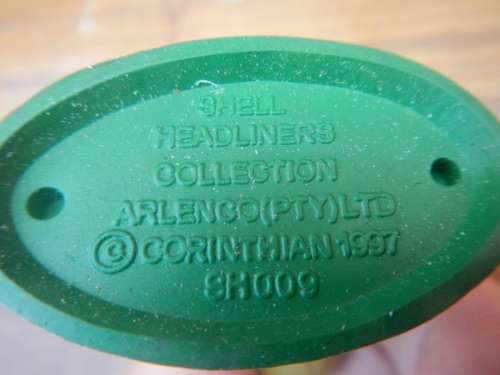 SHELL
HEADLINERS
COLLECTION
ARLENCO(PTY)LTD
© CORINTHIAN 1997
SH009